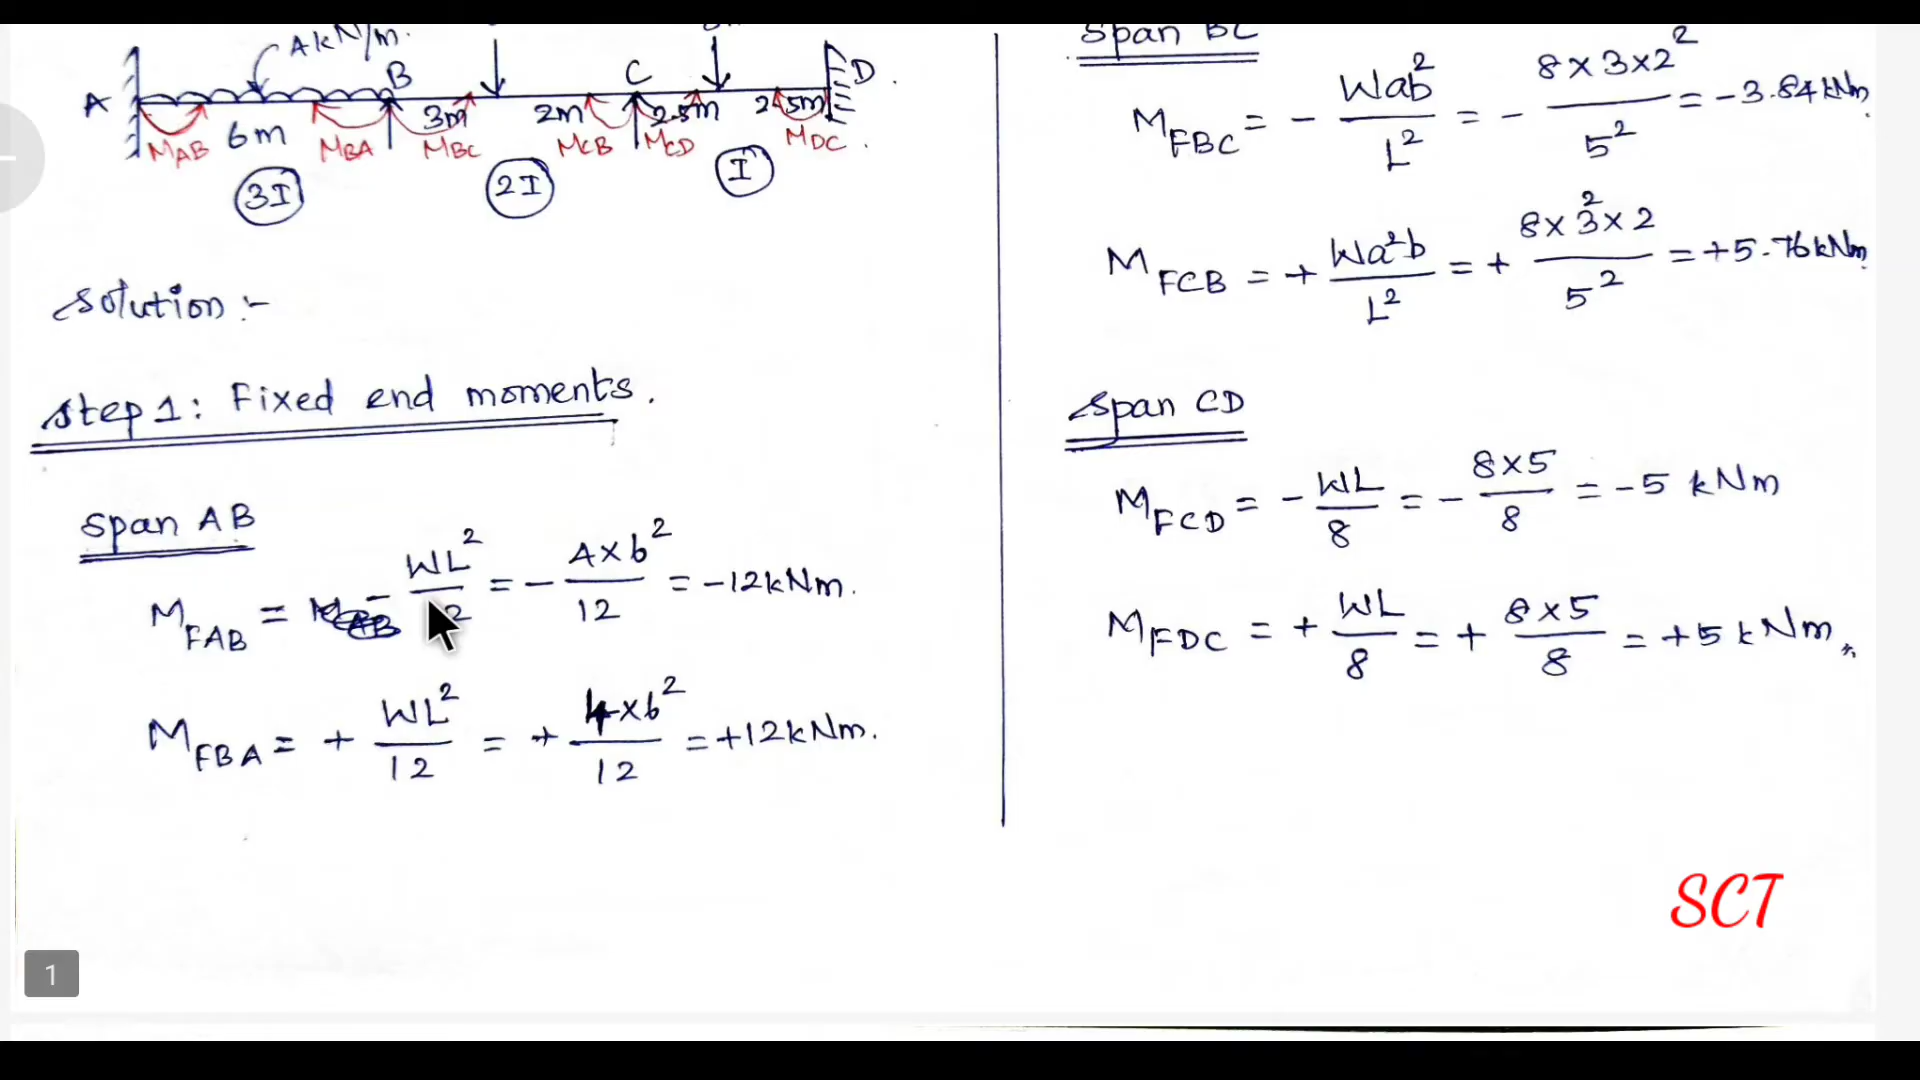 4kN/m.
A B C D.
6m 3m 2m 2.5m 2.5m
MAB MBA MBC MCB MCD MDC.
3I 2I I
Solution :-
Step 1: Fixed end moments.
Span AB
MFAB = - WL²/12 = - 4×6²/12 = -12kNm.
MFBA = + WL²/12 = + 4×6²/12 = +12kNm.
Span BC
MFBC = - Wab²/L² = - 8×3×2²/5² = -3.84kNm.
MFCB = + Wa²b/L² = + 8×3²×2/5² = +5.76kNm.
Span CD
MFCD = - WL/8 = - 8×5/8 = -5 kNm
MFDC = + WL/8 = + 8×5/8 = +5 kNm
SCT
1